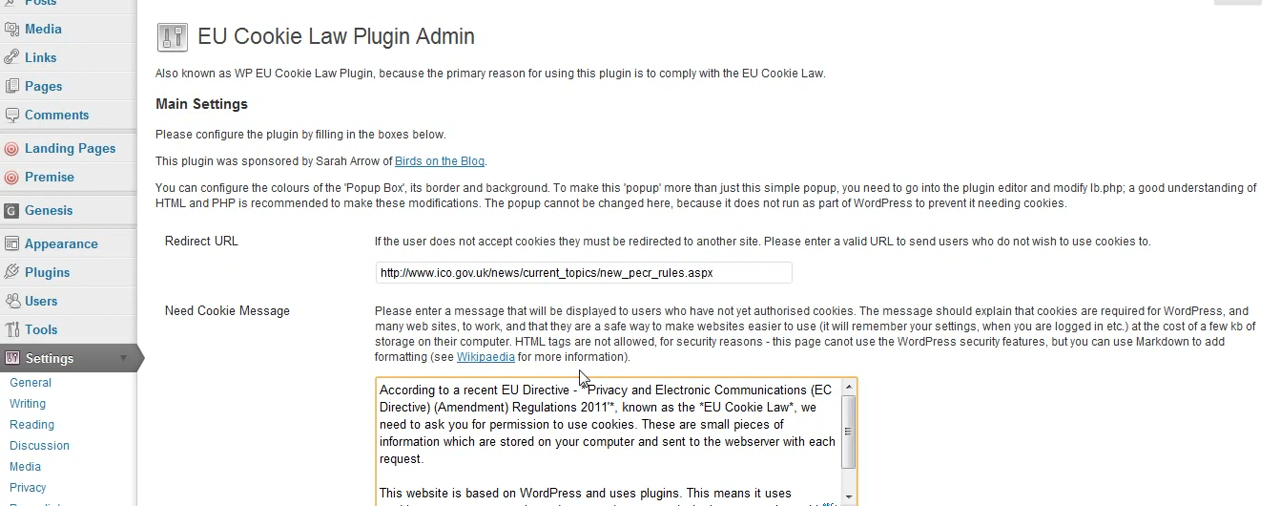 Posts
Media
Links
Pages
Comments
Landing Pages
Premise
Genesis
Appearance
Plugins
Users
Tools
Settings
General
Writing
Reading
Discussion
Media
Privacy
EU Cookie Law Plugin Admin
Also known as WP EU Cookie Law Plugin, because the primary reason for using this plugin is to comply with the EU Cookie Law.
Main Settings
Please configure the plugin by filling in the boxes below.
This plugin was sponsored by Sarah Arrow of Birds on the Blog.
You can configure the colours of the 'Popup Box', its border and background. To make this 'popup' more than just this simple popup, you need to go into the plugin editor and modify lb.php; a good understanding of
HTML and PHP is recommended to make these modifications. The popup cannot be changed here, because it does not run as part of WordPress to prevent it needing cookies.
Redirect URL
If the user does not accept cookies they must be redirected to another site. Please enter a valid URL to send users who do not wish to use cookies to.
http://www.ico.gov.uk/news/current_topics/new_pecr_rules.aspx
Need Cookie Message
Please enter a message that will be displayed to users who have not yet authorised cookies. The message should explain that cookies are required for WordPress, and
many web sites, to work, and that they are a safe way to make websites easier to use (it will remember your settings, when you are logged in etc.) at the cost of a few kb of
storage on their computer. HTML tags are not allowed, for security reasons - this page canot use the WordPress security features, but you can use Markdown to add
formatting (see Wikipaedia for more information).
According to a recent EU Directive - *'Privacy and Electronic Communications (EC
Directive) (Amendment) Regulations 2011'*, known as the *EU Cookie Law*, we
need to ask you for permission to use cookies. These are small pieces of
information which are stored on your computer and sent to the webserver with each
request.
This website is based on WordPress and uses plugins. This means it uses